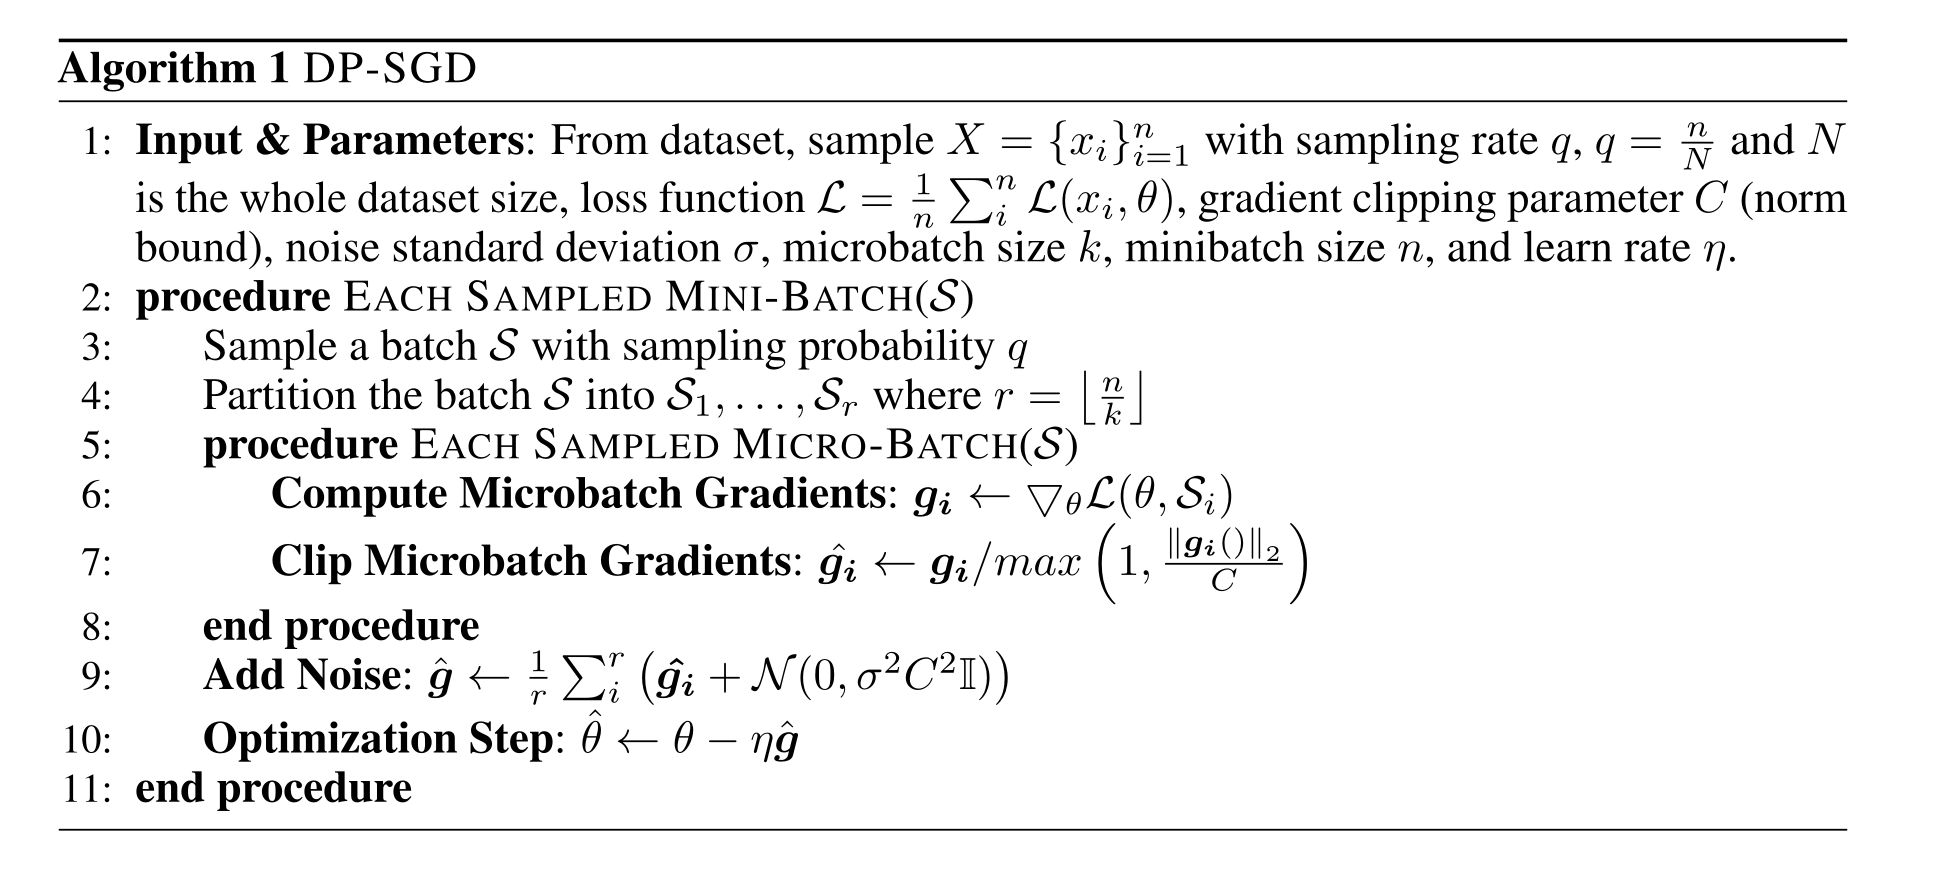 Algorithm 1 DP-SGD
1: Input & Parameters: From dataset, sample $X = \{x_i\}_{i=1}^{n}$ with sampling rate $q$, $q = \frac{n}{N}$ and $N$
is the whole dataset size, loss function $\mathcal{L} = \frac{1}{n} \sum_{i}^{n} \mathcal{L}(x_i, \theta)$, gradient clipping parameter $C$ (norm
bound), noise standard deviation $\sigma$, microbatch size $k$, minibatch size $n$, and learn rate $\eta$.
2: procedure EACH SAMPLED MINI-BATCH($\mathcal{S}$)
3: Sample a batch $\mathcal{S}$ with sampling probability $q$
4: Partition the batch $\mathcal{S}$ into $\mathcal{S}_1, \ldots, \mathcal{S}_r$ where $r = \left\lfloor \frac{n}{k} \right\rfloor$
5: procedure EACH SAMPLED MICRO-BATCH($\mathcal{S}$)
6: Compute Microbatch Gradients: $\boldsymbol{g_i} \leftarrow \bigtriangledown_\theta \mathcal{L}(\theta, \mathcal{S}_i)$
7: Clip Microbatch Gradients: $\hat{\boldsymbol{g_i}} \leftarrow \boldsymbol{g_i} / max \left( 1, \frac{\|\boldsymbol{g_i}()\|_2}{C} \right)$
8: end procedure
9: Add Noise: $\hat{\boldsymbol{g}} \leftarrow \frac{1}{r} \sum_{i}^{r} \left( \hat{\boldsymbol{g_i}} + \mathcal{N}(0, \sigma^2 C^2 \mathbb{I}) \right)$
10: Optimization Step: $\hat{\theta} \leftarrow \theta - \eta \hat{\boldsymbol{g}}$
11: end procedure